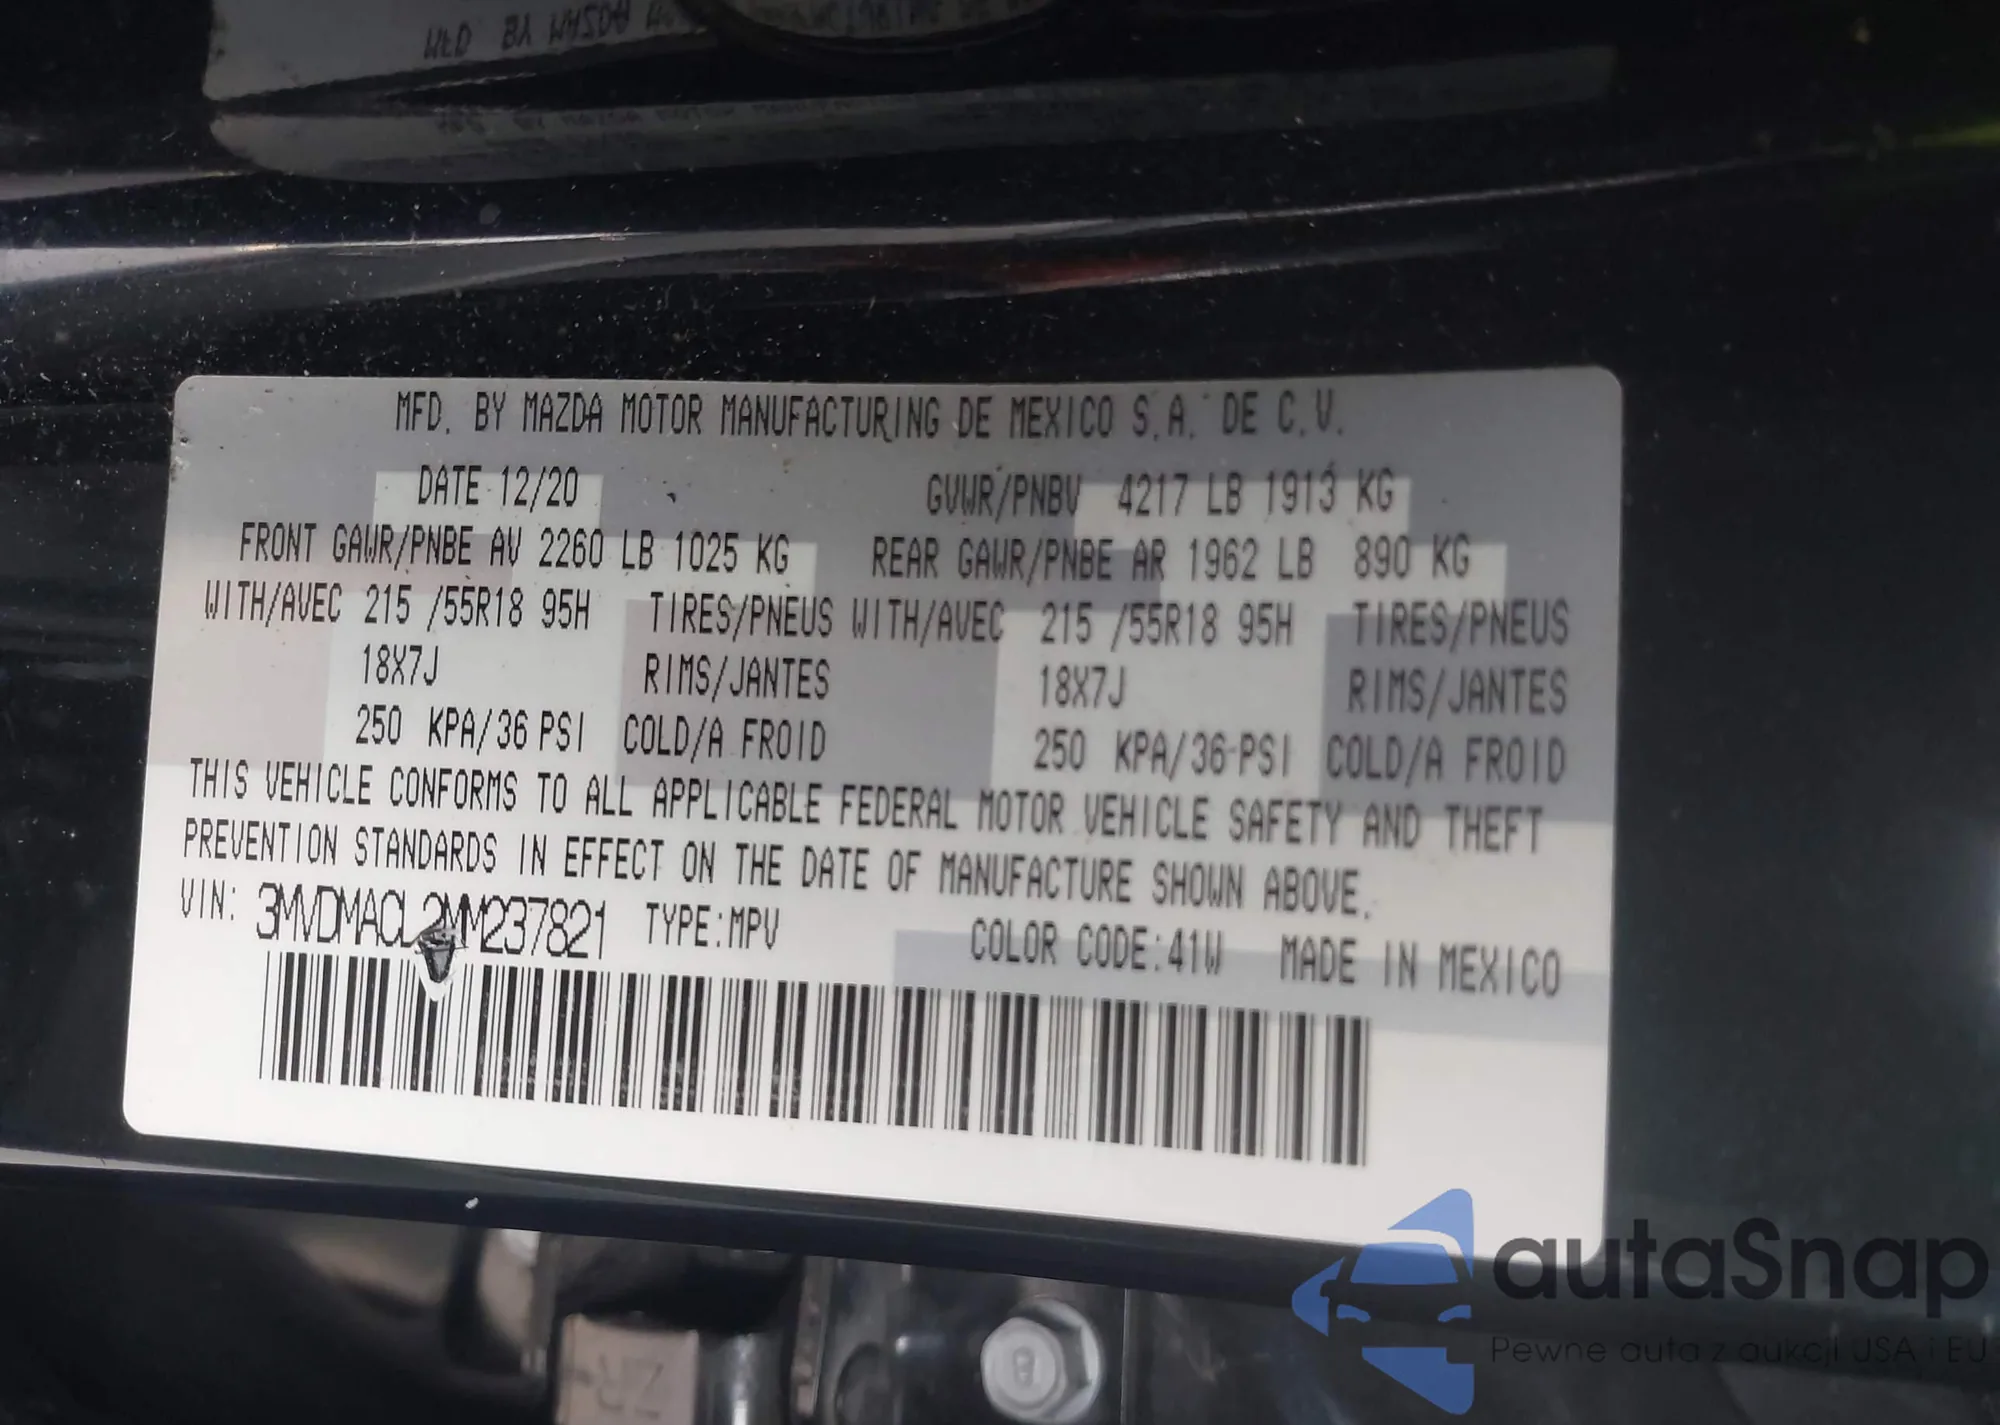 MFD. BY MAZDA MOTOR MANUFACTURING DE MEXICO S.A. DE C.V.
DATE 12/20 GVWR/PNBV 4217 LB 1913 KG
FRONT GAWR/PNBE AV 2260 LB 1025 KG REAR GAWR/PNBE AR 1962 LB 890 KG
WITH/AVEC 215 /55R18 95H TIRES/PNEUS WITH/AVEC 215 /55R18 95H TIRES/PNEUS
18X7J RIMS/JANTES 18X7J RIMS/JANTES
250 KPA/36 PSI COLD/A FROID 250 KPA/36 PSI COLD/A FROID
THIS VEHICLE CONFORMS TO ALL APPLICABLE FEDERAL MOTOR VEHICLE SAFETY AND THEFT
PREVENTION STANDARDS IN EFFECT ON THE DATE OF MANUFACTURE SHOWN ABOVE.
VIN: 3MVDMACL2MM237821 TYPE:MPV COLOR CODE:41W MADE IN MEXICO
autaSnap
Pewne auta z aukcji USA i EU